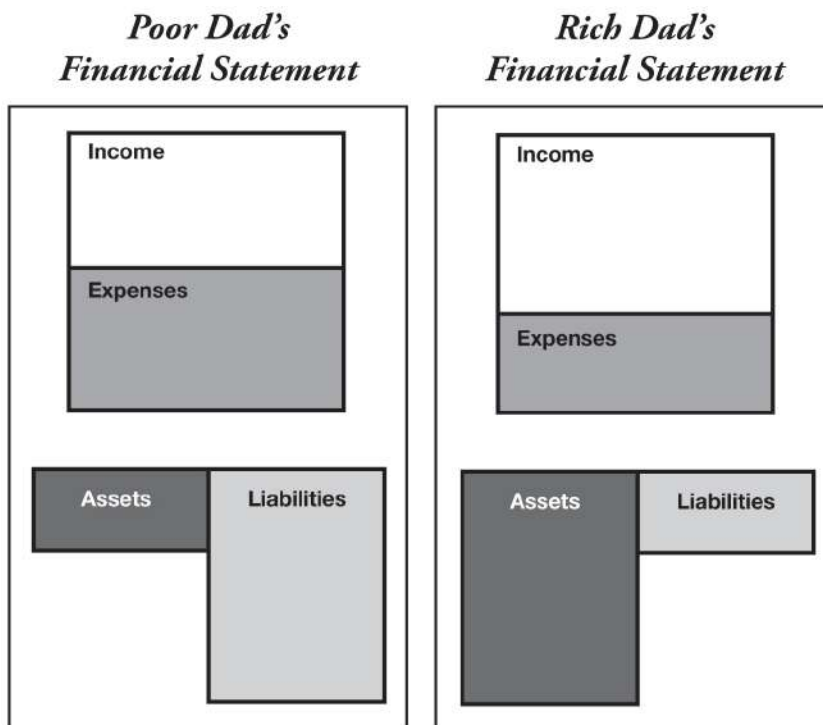 Poor Dad's
Financial Statement
Income
Expenses
Assets
Liabilities
Rich Dad's
Financial Statement
Income
Expenses
Assets
Liabilities